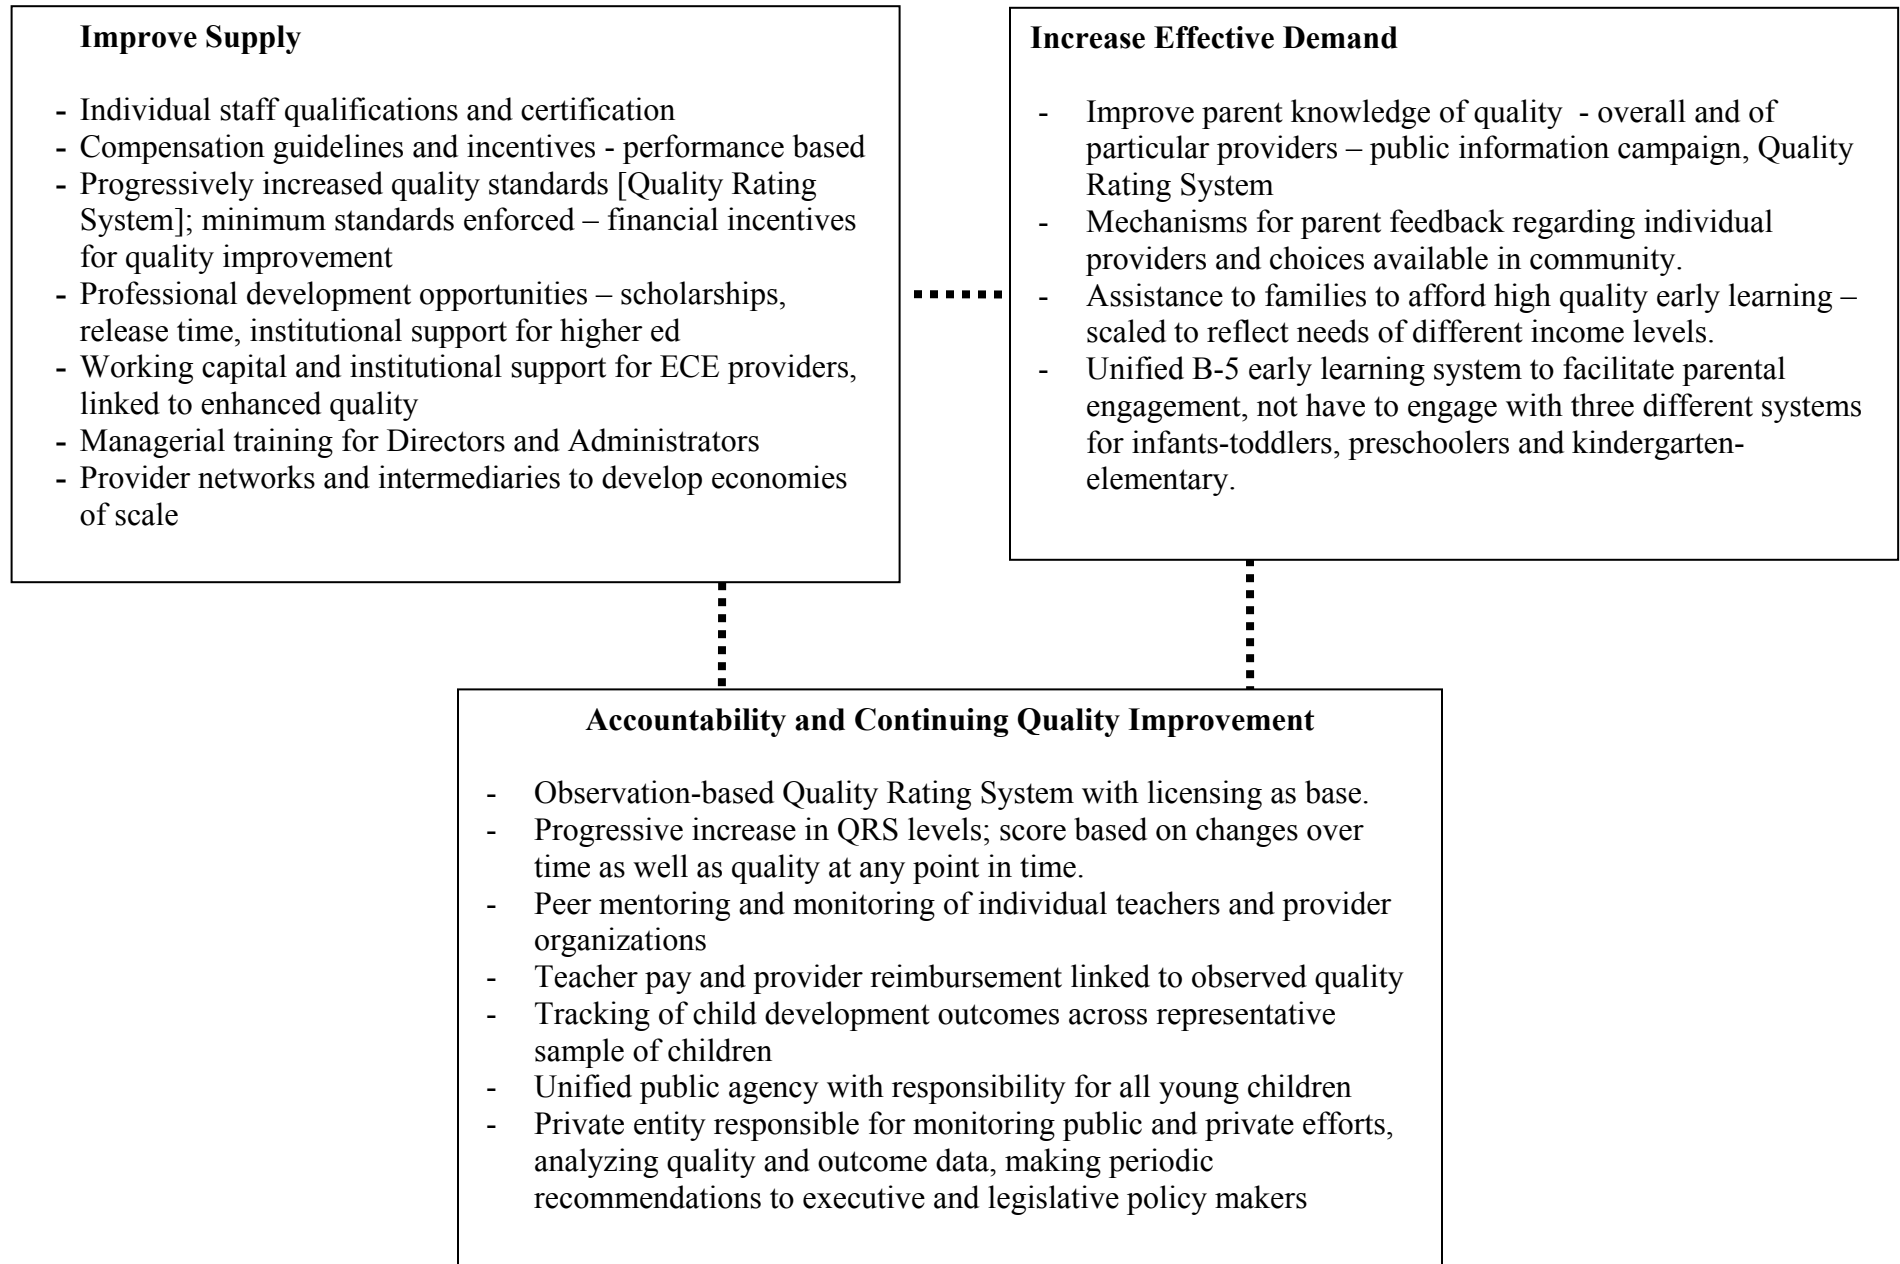 Improve Supply
- Individual staff qualifications and certification
- Compensation guidelines and incentives - performance based
- Progressively increased quality standards [Quality Rating
System]; minimum standards enforced – financial incentives
for quality improvement
- Professional development opportunities – scholarships,
release time, institutional support for higher ed
- Working capital and institutional support for ECE providers,
linked to enhanced quality
- Managerial training for Directors and Administrators
- Provider networks and intermediaries to develop economies
of scale
Increase Effective Demand
- Improve parent knowledge of quality  - overall and of
particular providers – public information campaign, Quality
Rating System
- Mechanisms for parent feedback regarding individual
providers and choices available in community.
- Assistance to families to afford high quality early learning –
scaled to reflect needs of different income levels.
- Unified B-5 early learning system to facilitate parental
engagement, not have to engage with three different systems
for infants-toddlers, preschoolers and kindergarten-
elementary.
Accountability and Continuing Quality Improvement
- Observation-based Quality Rating System with licensing as base.
- Progressive increase in QRS levels; score based on changes over
time as well as quality at any point in time.
- Peer mentoring and monitoring of individual teachers and provider
organizations
- Teacher pay and provider reimbursement linked to observed quality
- Tracking of child development outcomes across representative
sample of children
- Unified public agency with responsibility for all young children
- Private entity responsible for monitoring public and private efforts,
analyzing quality and outcome data, making periodic
recommendations to executive and legislative policy makers